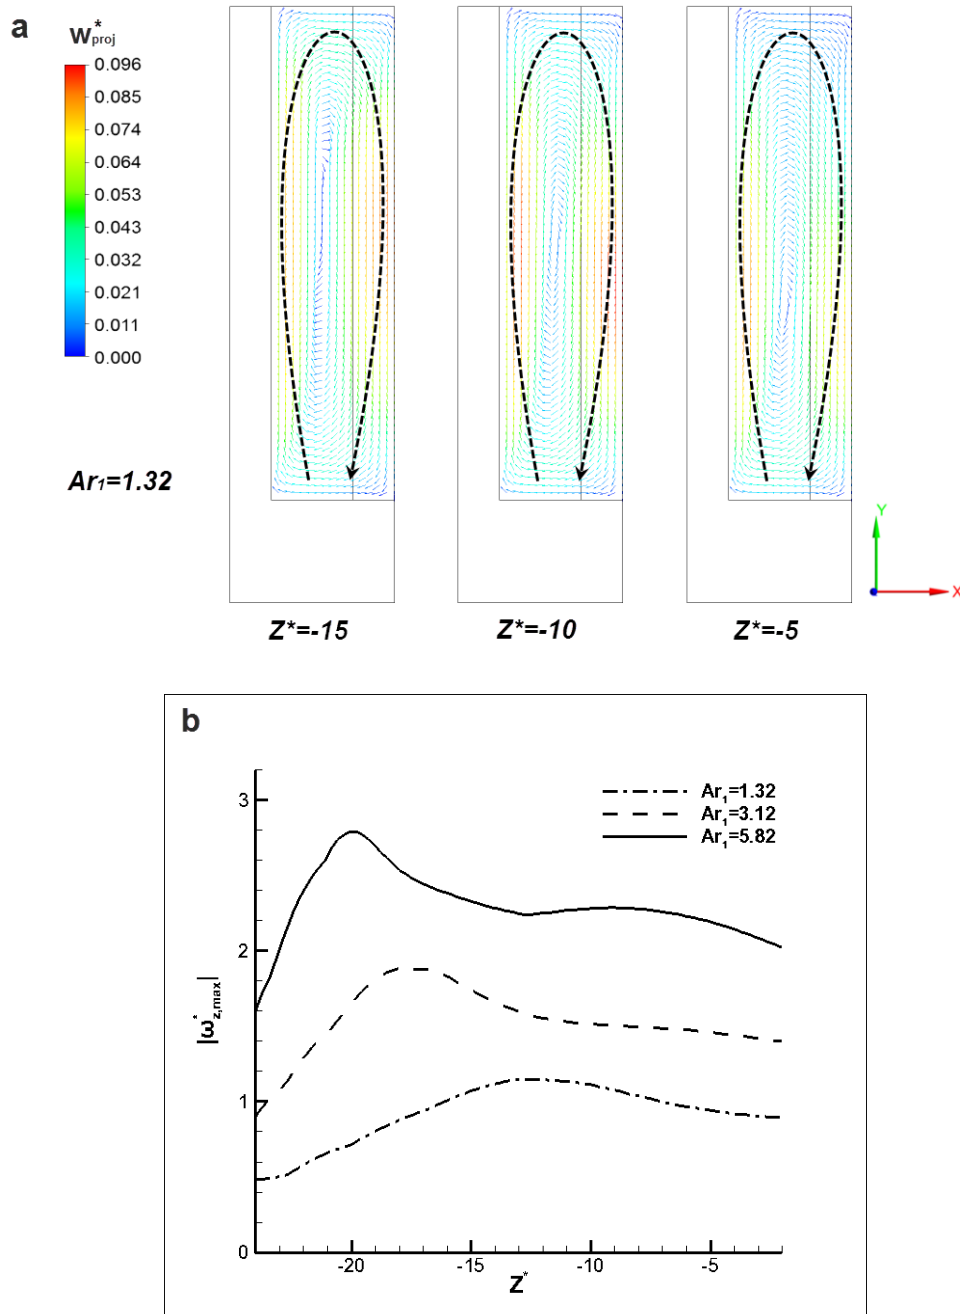 a
w*proj
0.096
0.085
0.074
0.064
0.053
0.043
0.032
0.021
0.011
0.000
Ar₁=1.32
Y
X
Z*=-15
Z*=-10
Z*=-5
b
3
2
1
0
|ω*z,max|
Ar₁=1.32
Ar₁=3.12
Ar₁=5.82
-20
-15
-10
-5
Z*